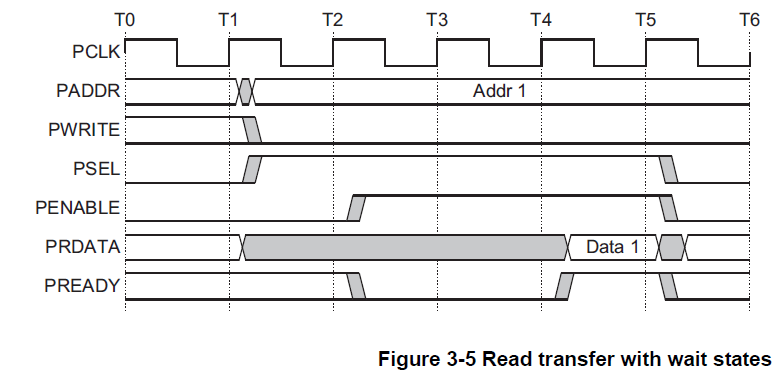 T0 T1 T2 T3 T4 T5 T6
PCLK
PADDR Addr 1
PWRITE
PSEL
PENABLE
PRDATA Data 1
PREADY
Figure 3-5 Read transfer with wait states